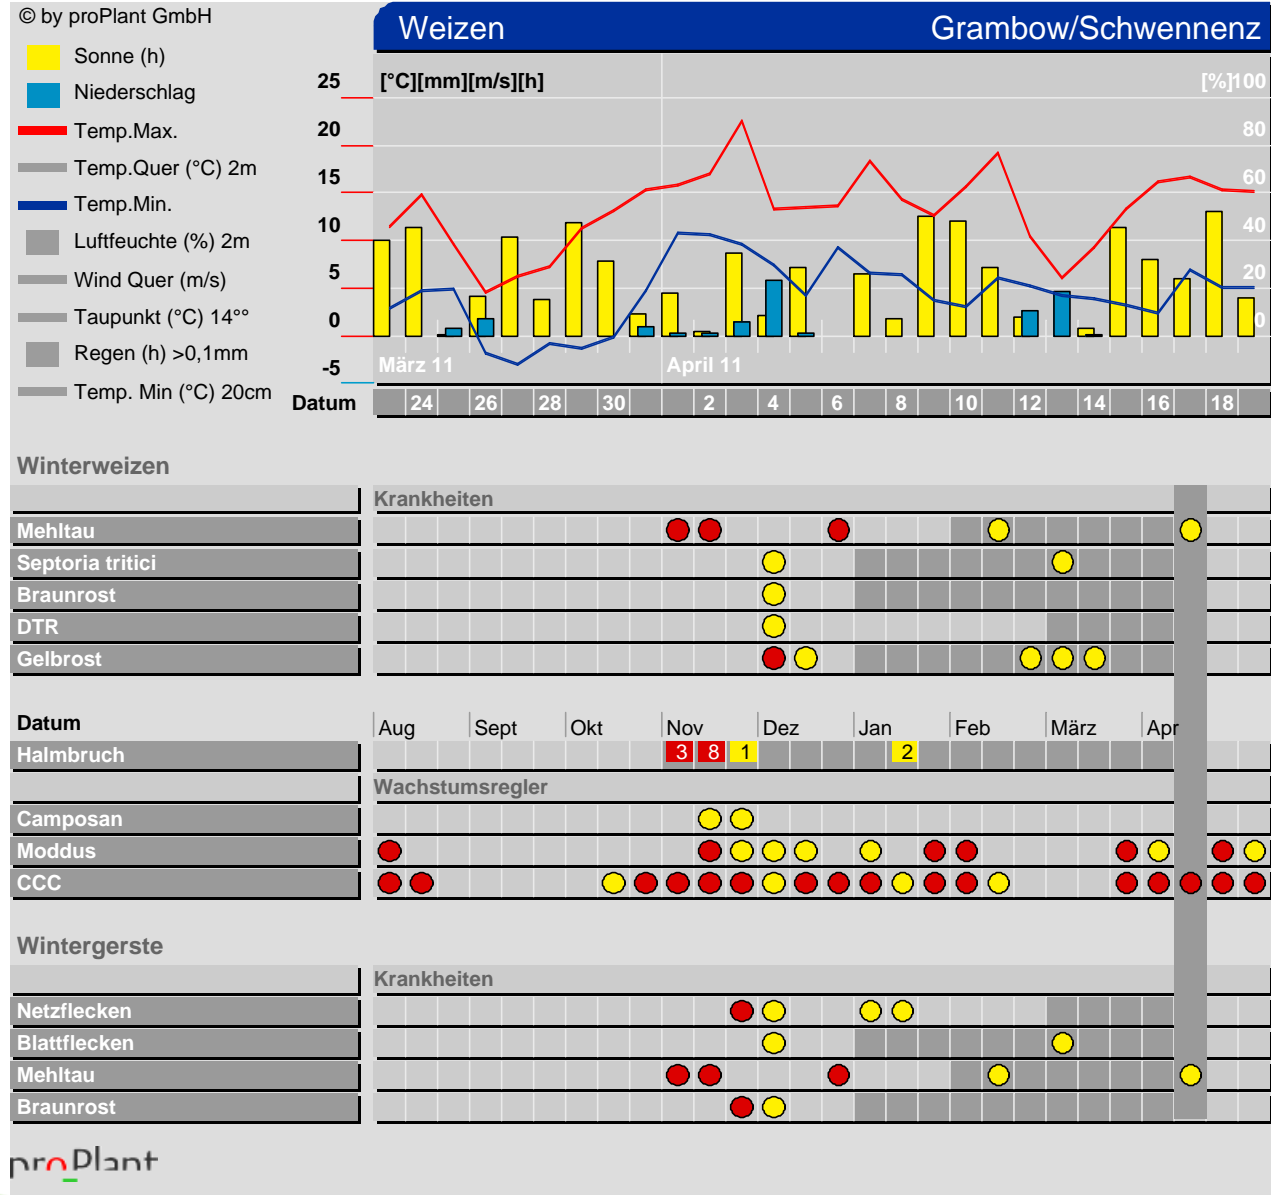 © by proPlant GmbH
Weizen Grambow/Schwennenz
Sonne (h)
Niederschlag
Temp.Max.
Temp.Quer (°C) 2m
Temp.Min.
Luftfeuchte (%) 2m
Wind Quer (m/s)
Taupunkt (°C) 14°°
Regen (h) >0,1mm
Temp. Min (°C) 20cm
25 [°C][mm][m/s][h] [%]100
20 80
15 60
10 40
5 20
0 0
-5 März 11 April 11
Datum 24 26 28 30 2 4 6 8 10 12 14 16 18
Winterweizen
Krankheiten
Mehltau
Septoria tritici
Braunrost
DTR
Gelbrost
Datum Aug Sept Okt Nov Dez Jan Feb März Apr
Halmbruch 3 8 1 2
Wachstumsregler
Camposan
Moddus
CCC
Wintergerste
Krankheiten
Netzflecken
Blattflecken
Mehltau
Braunrost
proPlant